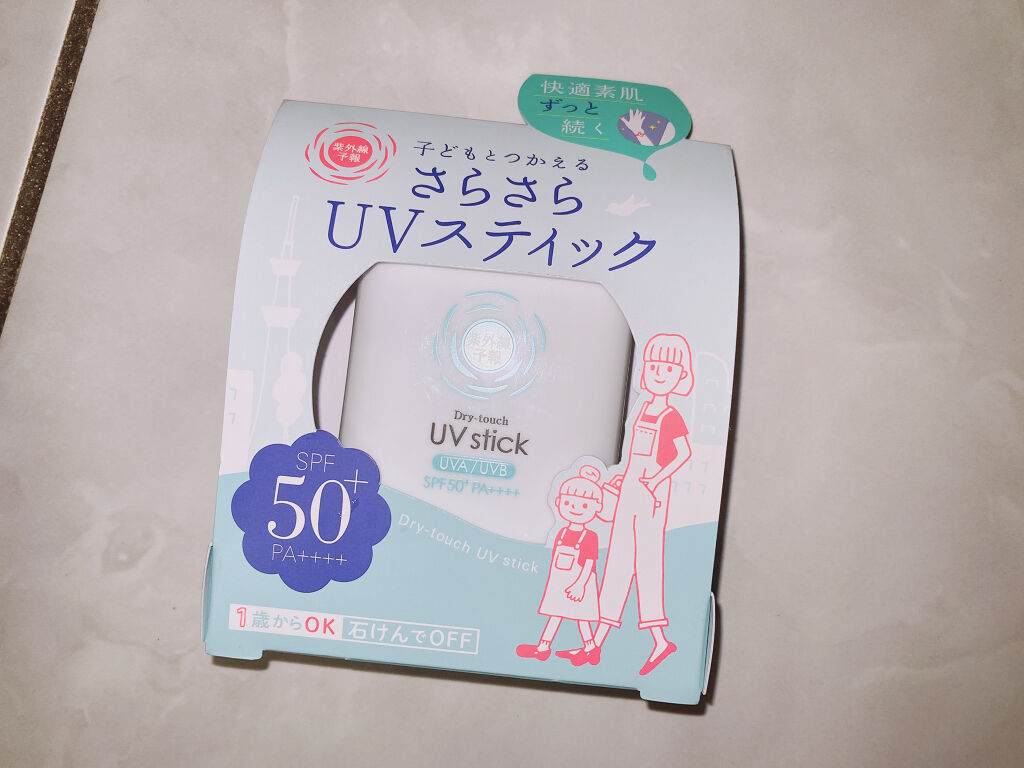 快適素肌
ずっと
続く
紫外線
予報
子どもとつかえる
さらさら
UVスティック
紫外線
予報
Dry-touch
UV stick
UVA/UVB
SPF50+ PA++++
SPF
50+
PA++++
Dry-touch UV stick
1歳からOK
石けんでOFF